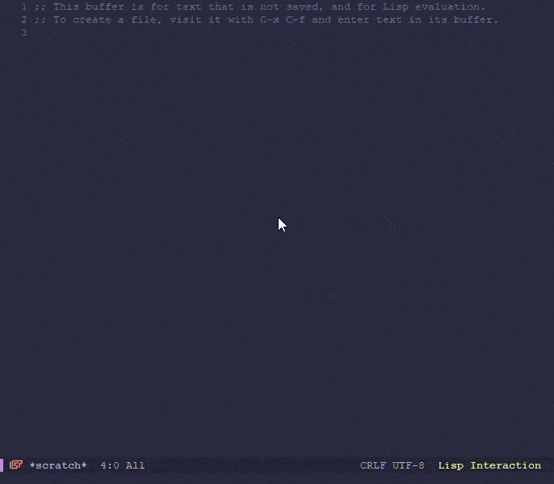 1 ;; This buffer is for text that is not saved, and for Lisp evaluation.
2 ;; To create a file, visit it with C-x C-f and enter text in its buffer.
3
*scratch* 4:0 All CRLF UTF-8 Lisp Interaction